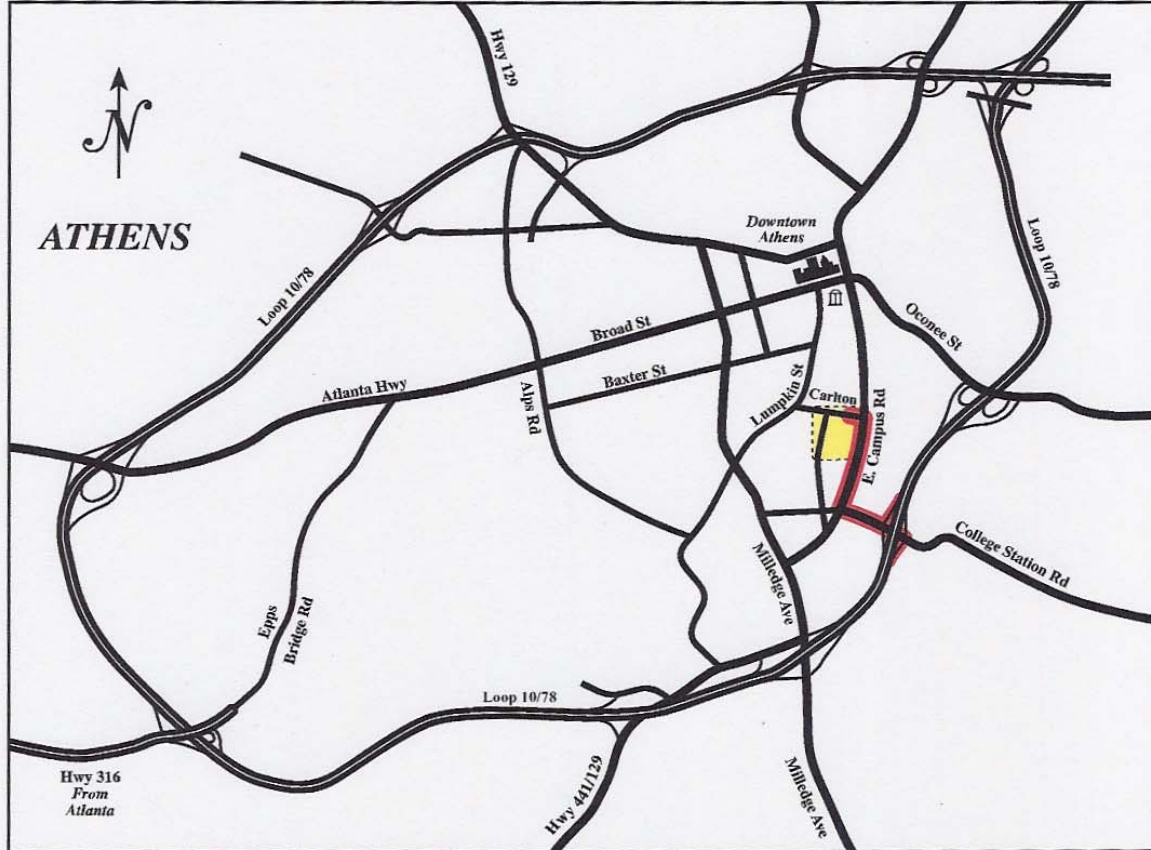 Hwy 129
N
ATHENS
Downtown
Athens
Loop 10/78
Loop 10/78
Oconee St
Broad St
Baxter St
Atlanta Hwy
Alps Rd
Lumpkin St
Carlton
E. Campus Rd
College Station Rd
Milledge Ave
Epps
Bridge Rd
Loop 10/78
Hwy 316
From
Atlanta
Hwy 441/129
Milledge Ave